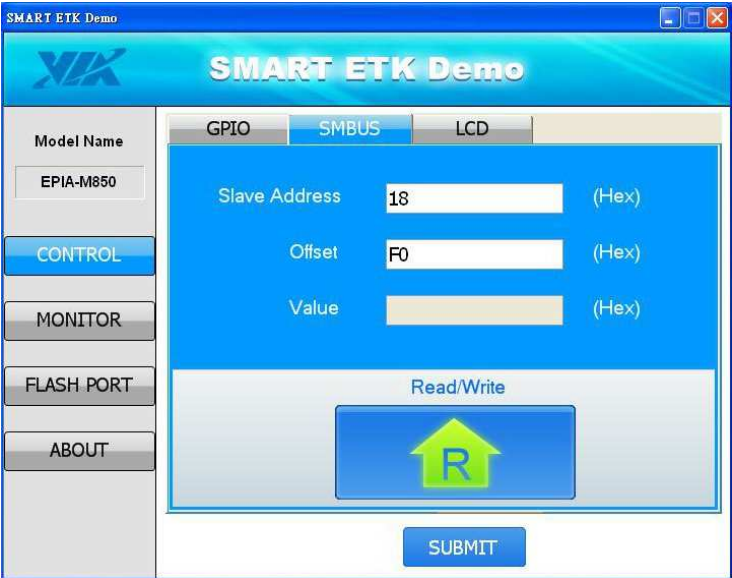 SMART ETK Demo
VIA
SMART ETK Demo
Model Name
EPIA-M850
CONTROL
MONITOR
FLASH PORT
ABOUT
GPIO SMBUS LCD
Slave Address 18 (Hex)
Offset F0 (Hex)
Value (Hex)
Read/Write
R
SUBMIT